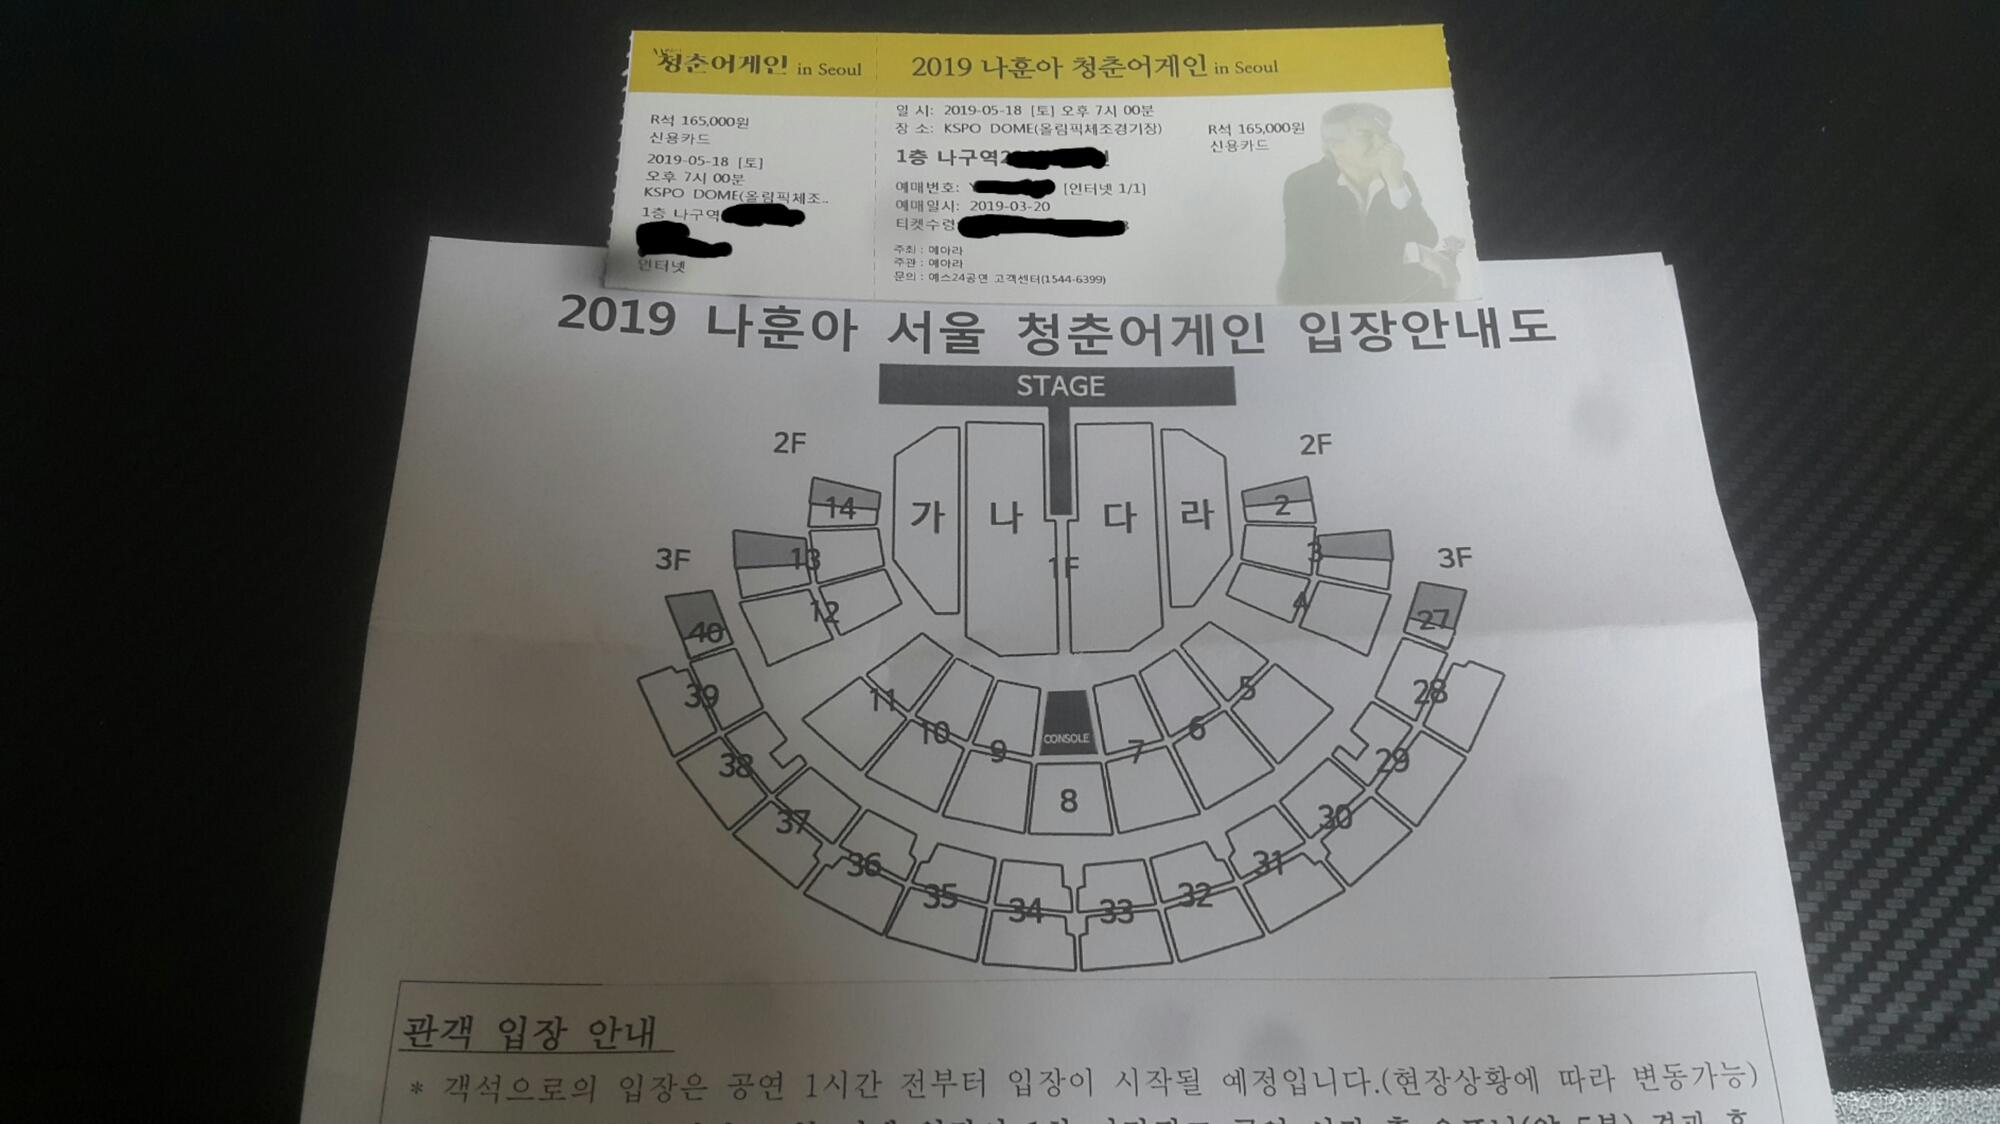 청춘어게인 in Seoul
R석 165,000원
신용카드
2019-05-18 [토]
오후 7시 00분
KSPO DOME(올림픽체조..
1층 나구역
인터넷
2019 나훈아 청춘어게인 in Seoul
일 시: 2019-05-18 [토] 오후 7시 00분
장 소: KSPO DOME(올림픽체조경기장)
1층 나구역2
예매번호: [인터넷 1/1]
예매일시: 2019-03-20
티켓수령
주최 : 예아라
주관 : 예아라
문의 : 예스24공연 고객센터(1544-6399)
R석 165,000원
신용카드
2019 나훈아 서울 청춘어게인 입장안내도
STAGE
2F 2F
가 나 다 라
14 2
1F
3F 13 3 3F
12 4
40 27
39 11 5 28
10 9 CONSOLE 7 6
38 8 29
37 30
36 31
35 34 33 32
관객 입장 안내
* 객석으로의 입장은 공연 1시간 전부터 입장이 시작될 예정입니다.(현장상황에 따라 변동가능)